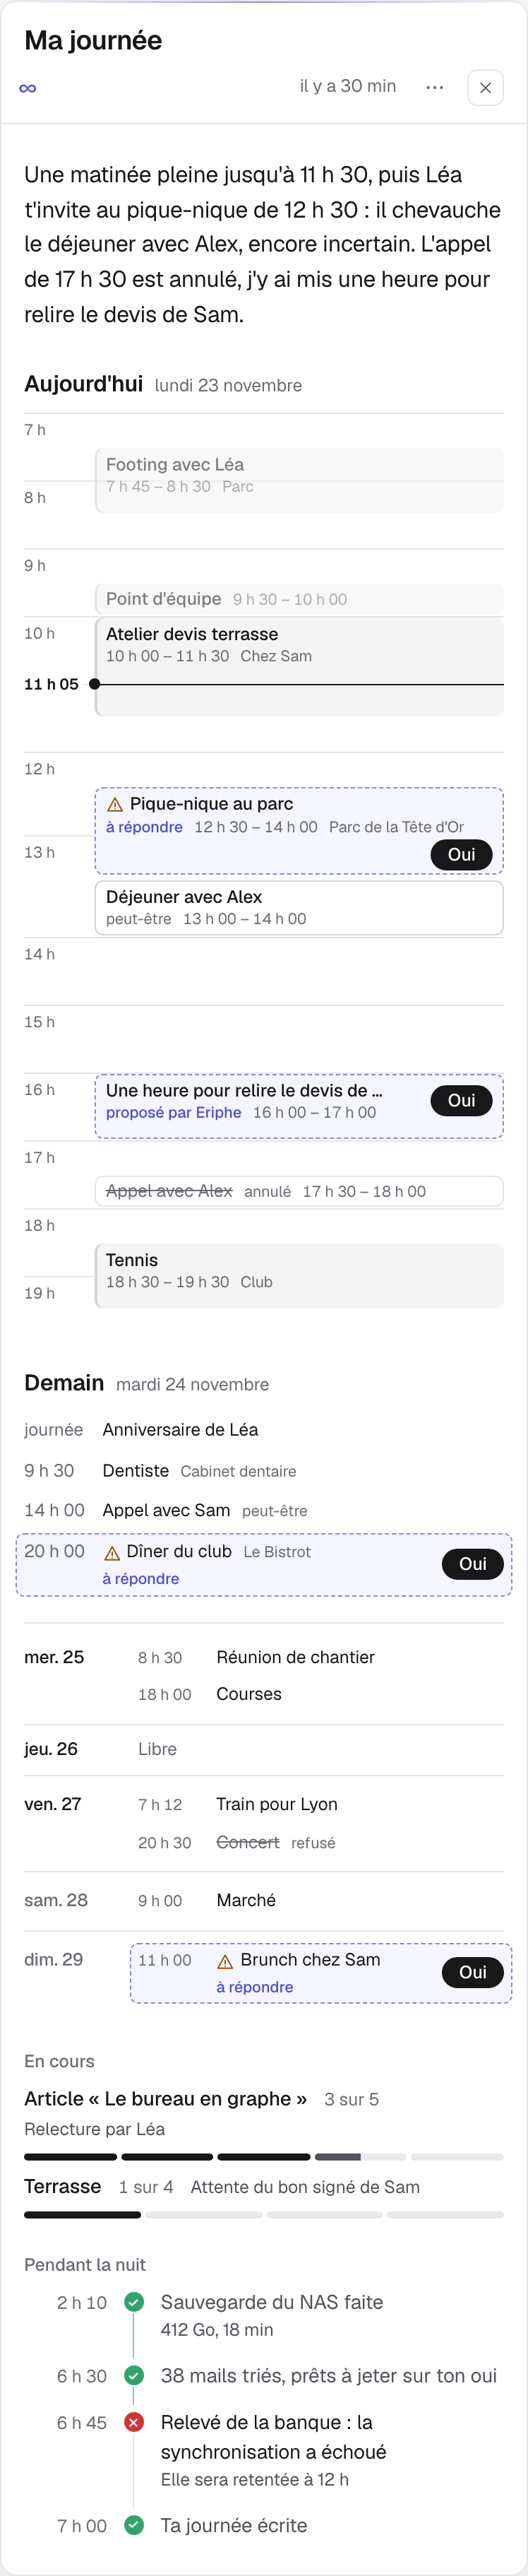 Ma journée
∞ il y a 30 min ...
Une matinée pleine jusqu'à 11 h 30, puis Léa
t'invite au pique-nique de 12 h 30 : il chevauche
le déjeuner avec Alex, encore incertain. L'appel
de 17 h 30 est annulé, j'y ai mis une heure pour
relire le devis de Sam.
Aujourd'hui lundi 23 novembre
7 h
Footing avec Léa
7 h 45 – 8 h 30 Parc
8 h
9 h
Point d'équipe 9 h 30 – 10 h 00
10 h
Atelier devis terrasse
10 h 00 – 11 h 30 Chez Sam
11 h 05
12 h
Pique-nique au parc
à répondre 12 h 30 – 14 h 00 Parc de la Tête d'Or
13 h
Oui
Déjeuner avec Alex
peut-être 13 h 00 – 14 h 00
14 h
15 h
16 h
Une heure pour relire le devis de ...
proposé par Eriphe 16 h 00 – 17 h 00
Oui
17 h
Appel avec Alex annulé 17 h 30 – 18 h 00
18 h
Tennis
18 h 30 – 19 h 30 Club
19 h
Demain mardi 24 novembre
journée Anniversaire de Léa
9 h 30 Dentiste Cabinet dentaire
14 h 00 Appel avec Sam peut-être
20 h 00 Dîner du club Le Bistrot
à répondre
Oui
mer. 25 8 h 30 Réunion de chantier
18 h 00 Courses
jeu. 26 Libre
ven. 27 7 h 12 Train pour Lyon
20 h 30 Concert refusé
sam. 28 9 h 00 Marché
dim. 29 11 h 00 Brunch chez Sam
à répondre
Oui
En cours
Article « Le bureau en graphe » 3 sur 5
Relecture par Léa
Terrasse 1 sur 4 Attente du bon signé de Sam
Pendant la nuit
2 h 10 Sauvegarde du NAS faite
412 Go, 18 min
6 h 30 38 mails triés, prêts à jeter sur ton oui
6 h 45 Relevé de la banque : la
synchronisation a échoué
Elle sera retentée à 12 h
7 h 00 Ta journée écrite